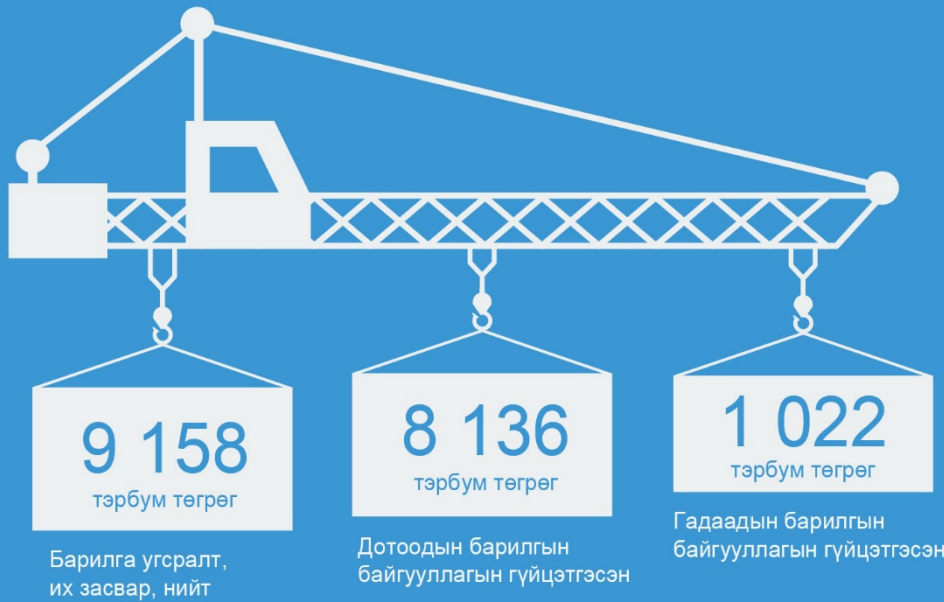 9 158
тэрбум төгрөг
Барилга угсралт,
их засвар, нийт
8 136
тэрбум төгрөг
Дотоодын барилгын
байгууллагын гүйцэтгэсэн
1 022
тэрбум төгрөг
Гадаадын барилгын
байгууллагын гүйцэтгэсэн